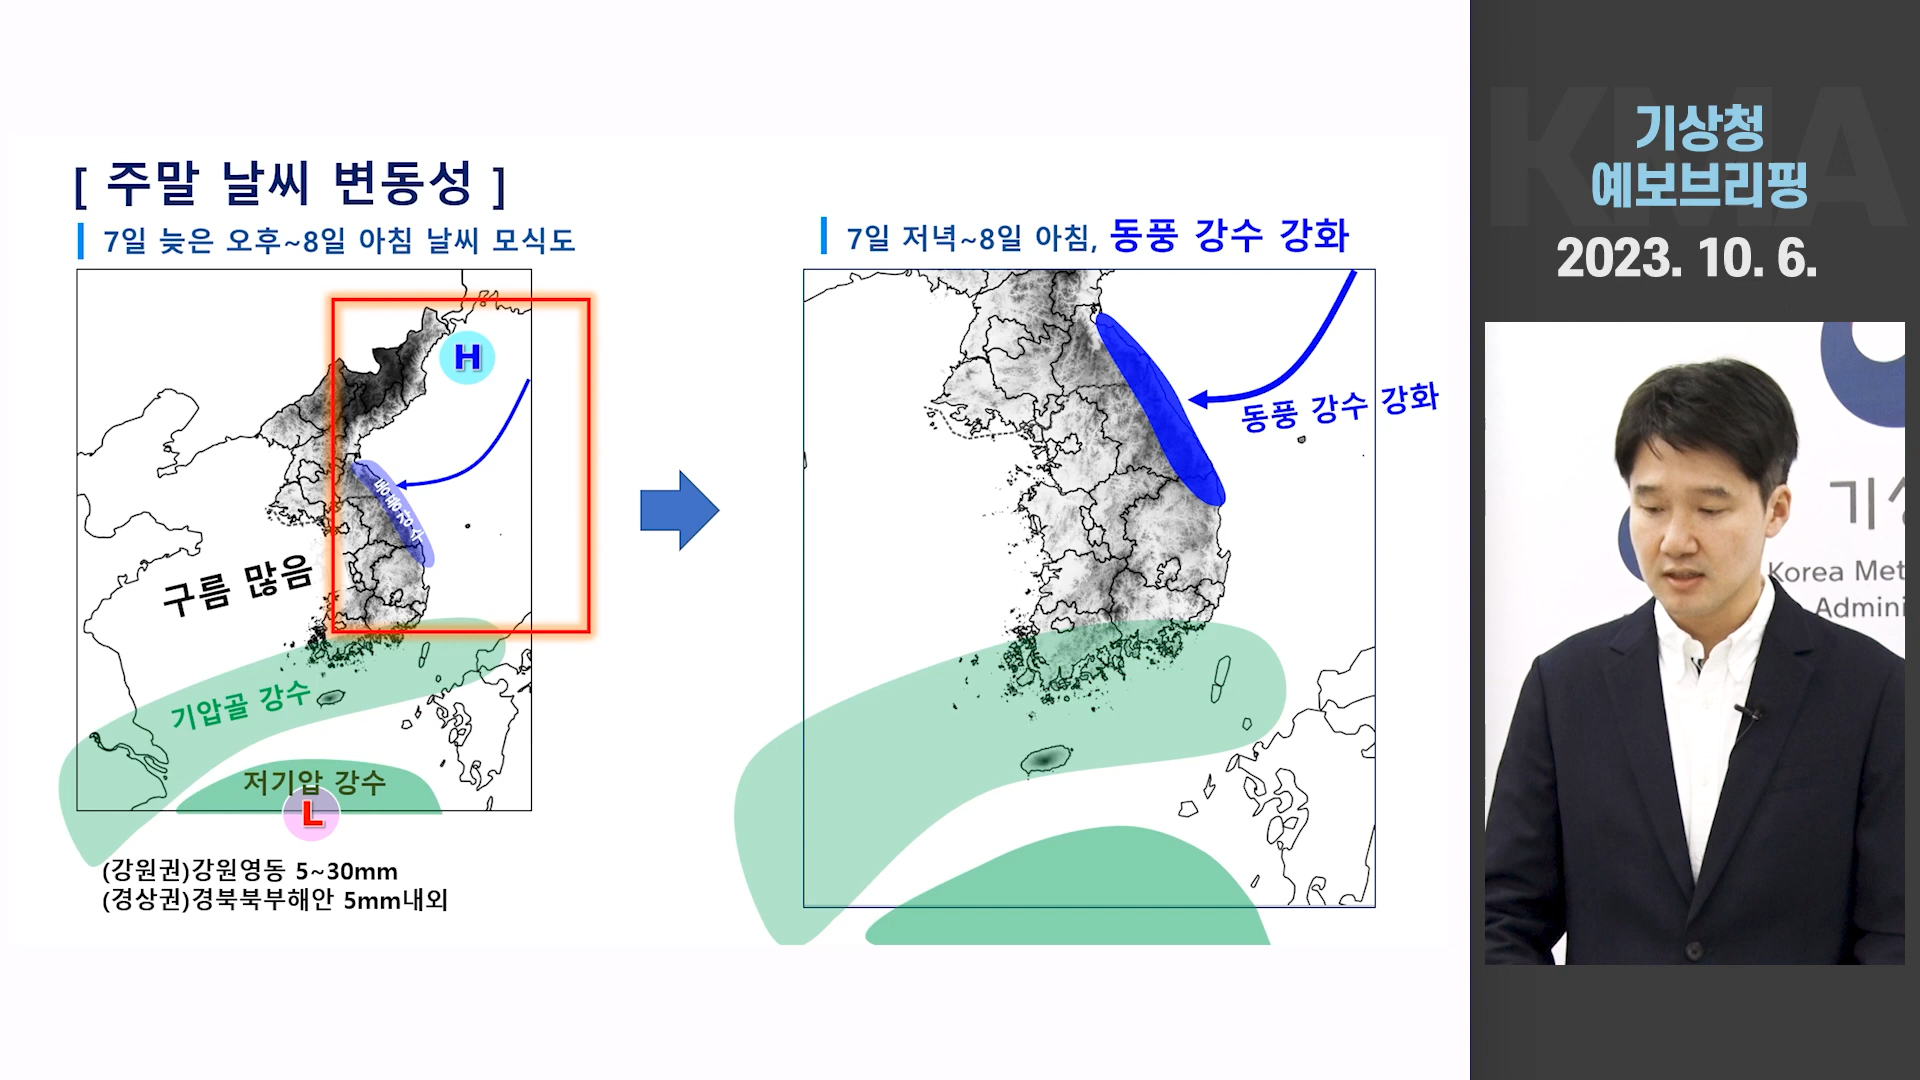 [ 주말 날씨 변동성 ]
7일 늦은 오후~8일 아침 날씨 모식도
H
구름 많음
기압골 강수
저기압 강수
L
(강원권)강원영동 5~30mm
(경상권)경북북부해안 5mm내외
7일 저녁~8일 아침, 동풍 강수 강화
동풍 강수 강화
KMA
기상청
예보브리핑
2023. 10. 6.
기상
Korea Met
Admini